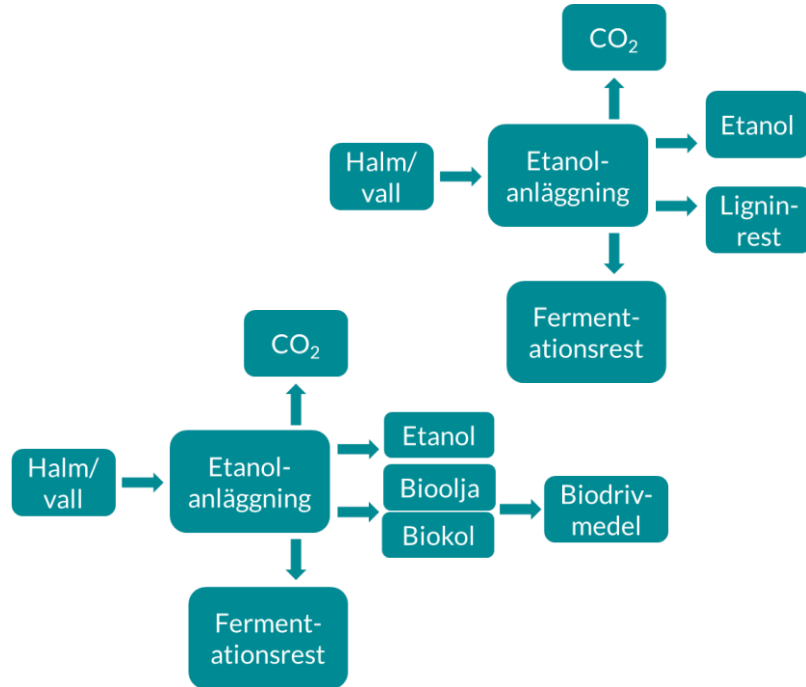 CO₂
Etanol
Halm/
vall
Etanol-
anläggning
Lignin-
rest
Ferment-
ationsrest
CO₂
Etanol
Halm/
vall
Etanol-
anläggning
Bioolja
Biokol
Biodriv-
medel
Ferment-
ationsrest